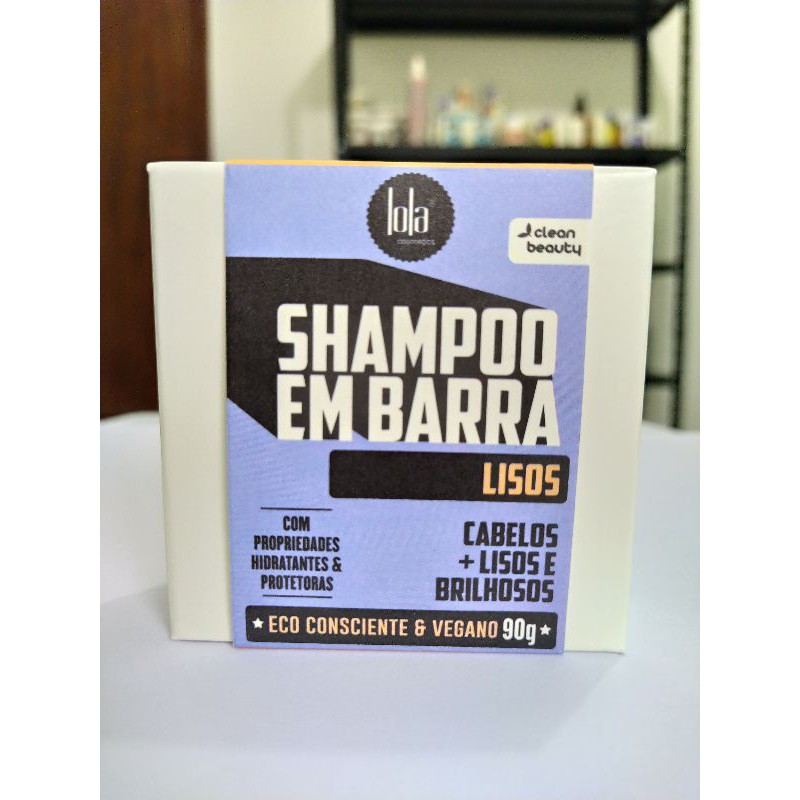 lola
cosmetics
clean
beauty
SHAMPOO
EM BARRA
LISOS
COM
PROPRIEDADES
HIDRATANTES &
PROTETORAS
CABELOS
+ LISOS E
BRILHOSOS
★ ECO CONSCIENTE & VEGANO 90g ★